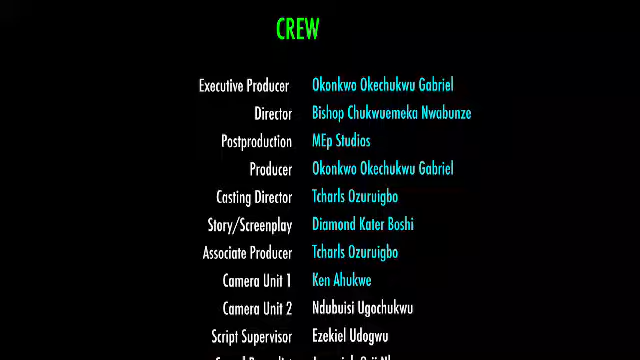 CREW
Executive Producer Okonkwo Okechukwu Gabriel
Director Bishop Chukwuemeka Nwabunze
Postproduction MEp Studios
Producer Okonkwo Okechukwu Gabriel
Casting Director Tcharls Ozuruigbo
Story/Screenplay Diamond Kater Boshi
Associate Producer Tcharls Ozuruigbo
Camera Unit 1 Ken Ahukwe
Camera Unit 2 Ndubuisi Ugochukwu
Script Supervisor Ezekiel Udogwu